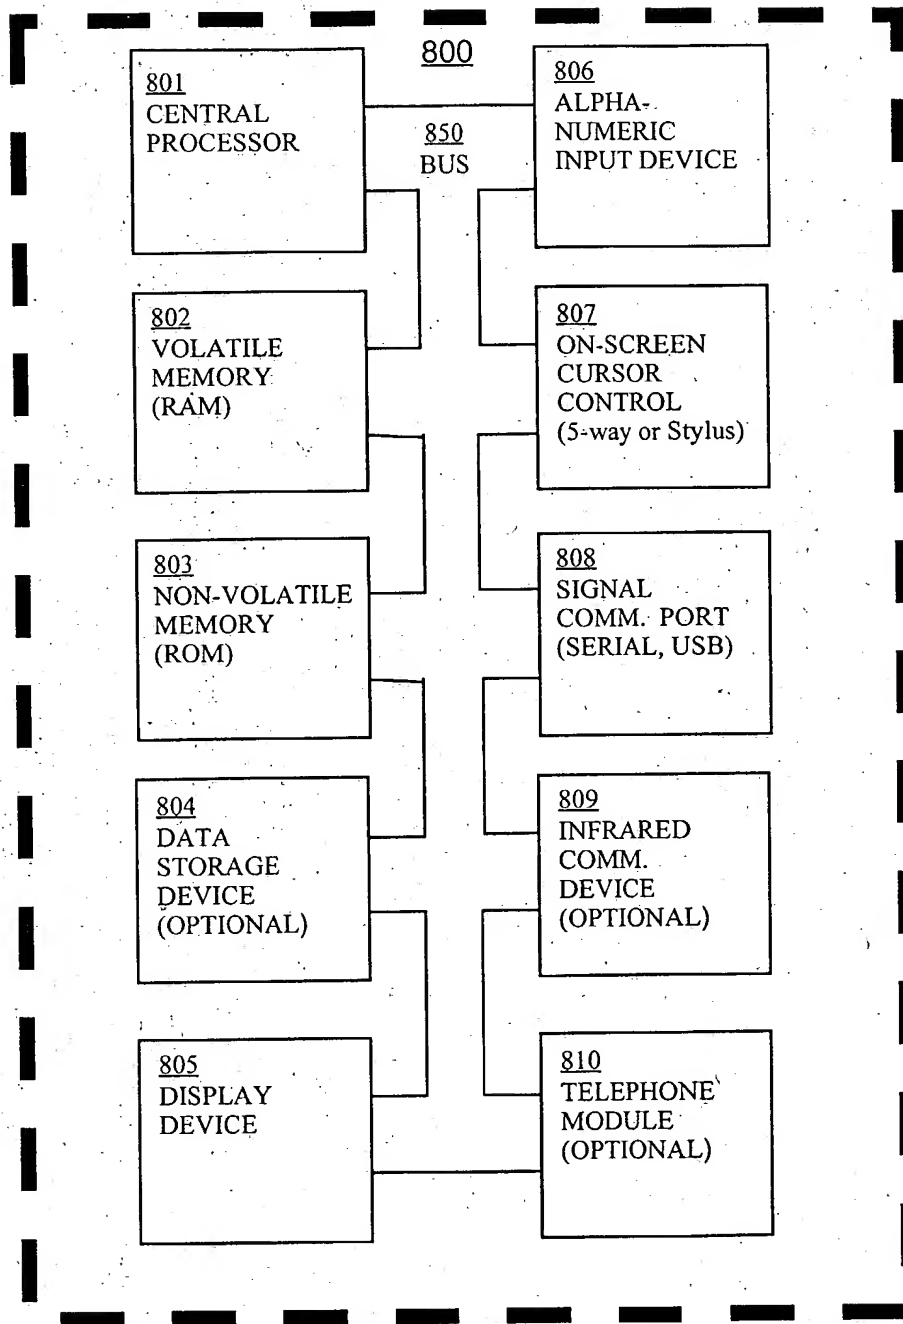 800
801
CENTRAL
PROCESSOR
850
BUS
806
ALPHA-
NUMERIC
INPUT DEVICE
802
VOLATILE
MEMORY
(RAM)
807
ON-SCREEN
CURSOR
CONTROL
(5-way or Stylus)
803
NON-VOLATILE
MEMORY
(ROM)
808
SIGNAL
COMM. PORT
(SERIAL, USB)
804
DATA
STORAGE
DEVICE
(OPTIONAL)
809
INFRARED
COMM.
DEVICE
(OPTIONAL)
805
DISPLAY
DEVICE
810
TELEPHONE
MODULE
(OPTIONAL)